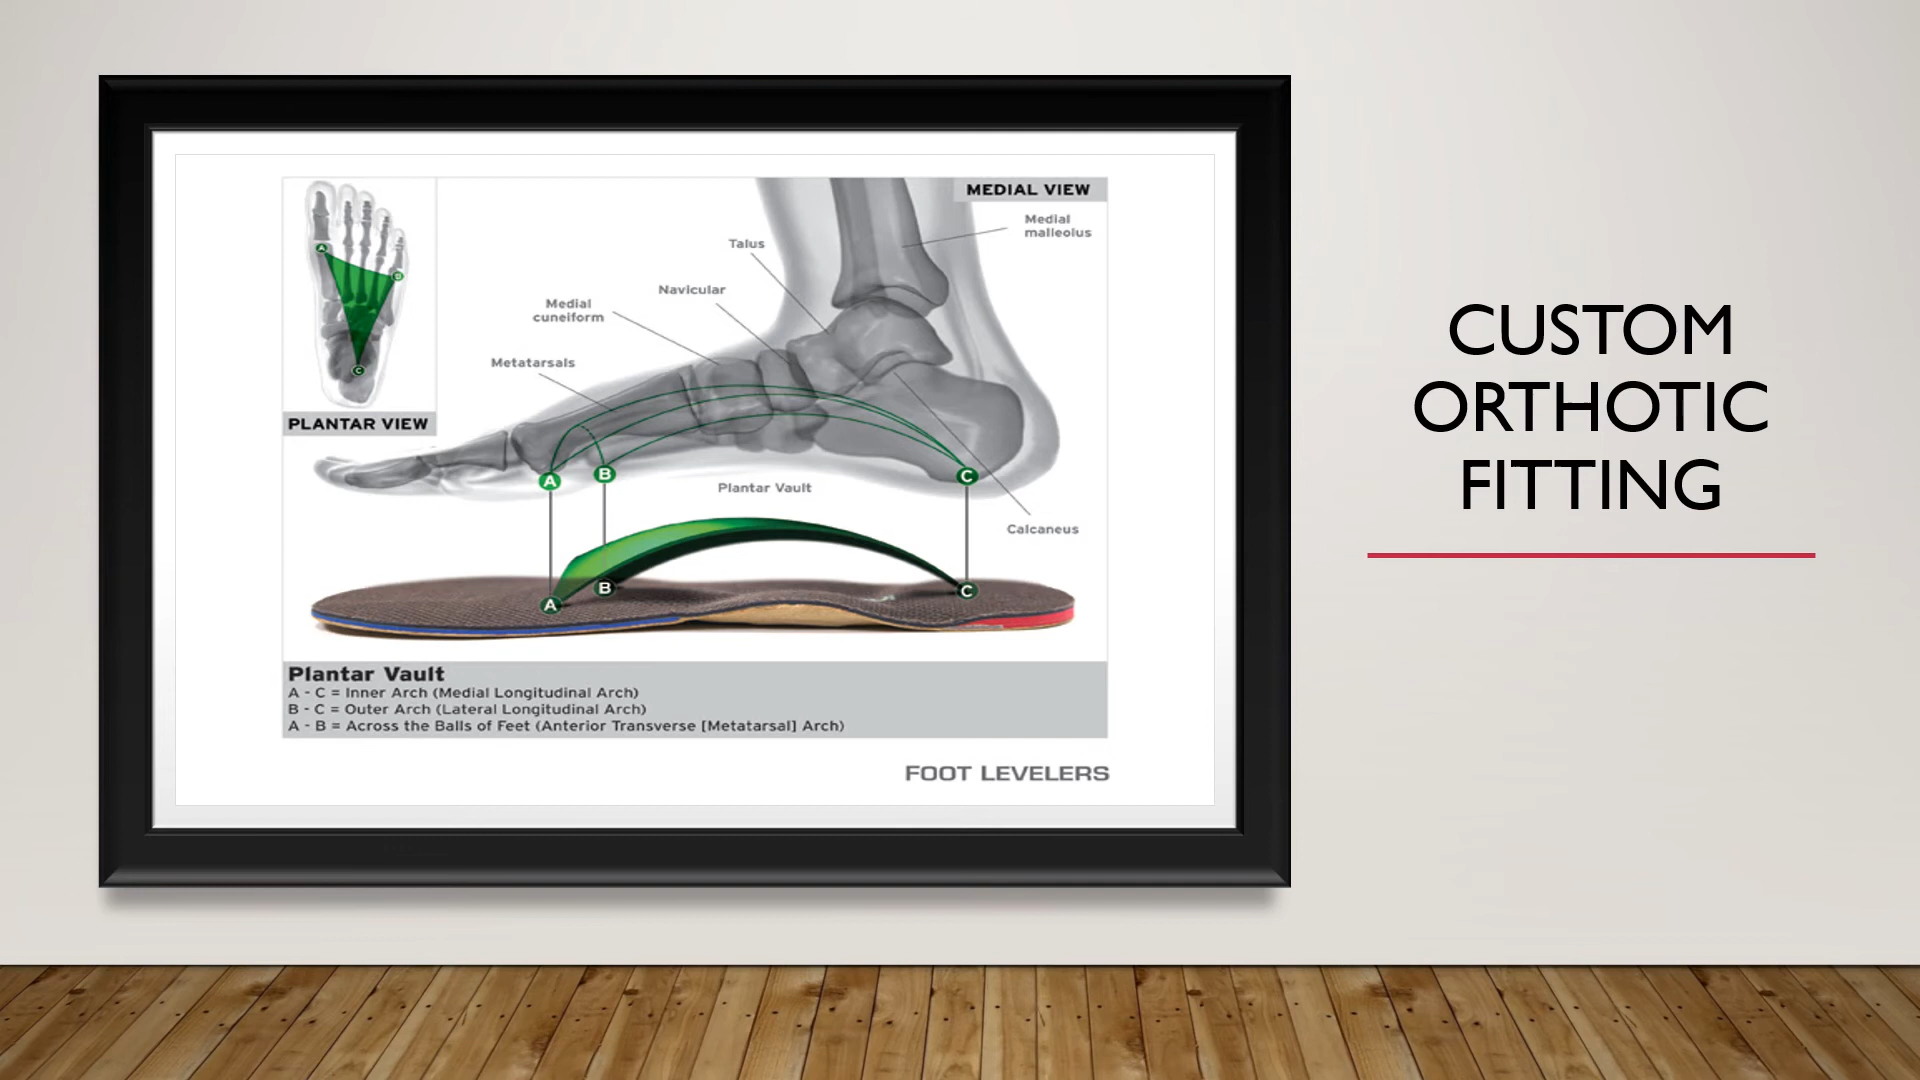 MEDIAL VIEW
Medial
malleolus
Talus
Navicular
Medial
cuneiform
Metatarsals
A
B
C
PLANTAR VIEW
A
B
C
Plantar Vault
Calcaneus
A
B
C
Plantar Vault
A - C = Inner Arch (Medial Longitudinal Arch)
B - C = Outer Arch (Lateral Longitudinal Arch)
A - B = Across the Balls of Feet (Anterior Transverse [Metatarsal] Arch)
FOOT LEVELERS
CUSTOM
ORTHOTIC
FITTING